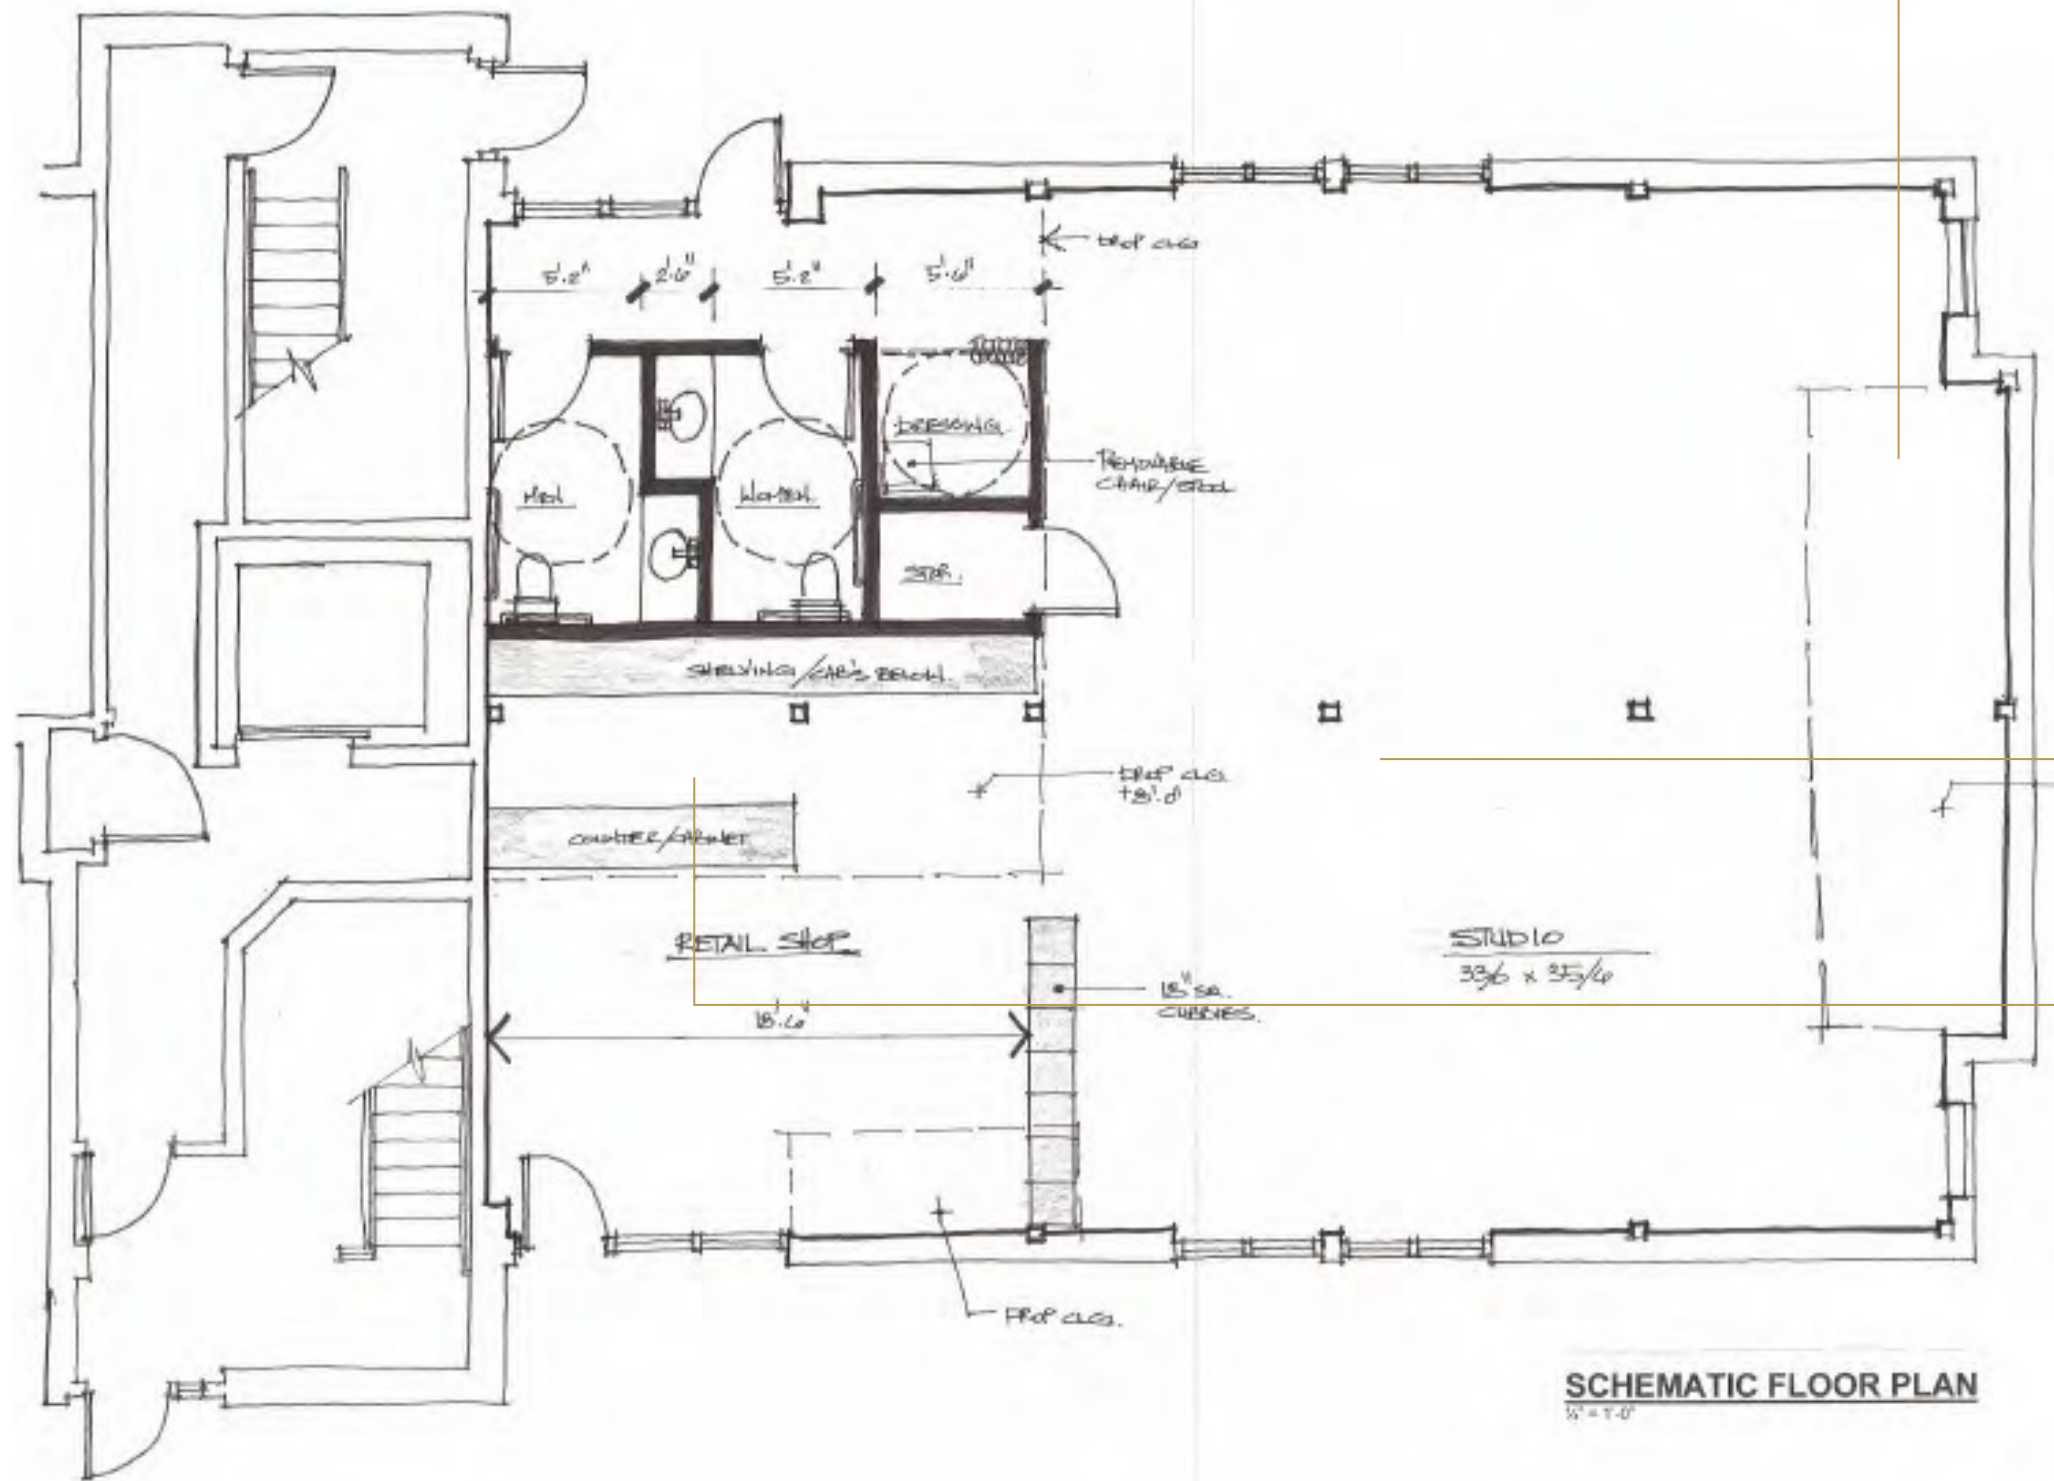 DROP CLG
5'.2" 2'.6" 5'.2" 5'.6"
DRESSING.
REMOVABLE
CHAIR/STOOL
MEN.
WOMEN.
STOR.
SHELVING/CAB'S BELOW.
DROP CLG.
+8'.0"
COUNTER/CABINET
RETAIL SHOP
STUDIO
33/6 x 35/6
18" SQ.
CUBBIES.
18'.6"
DROP CLG.
SCHEMATIC FLOOR PLAN